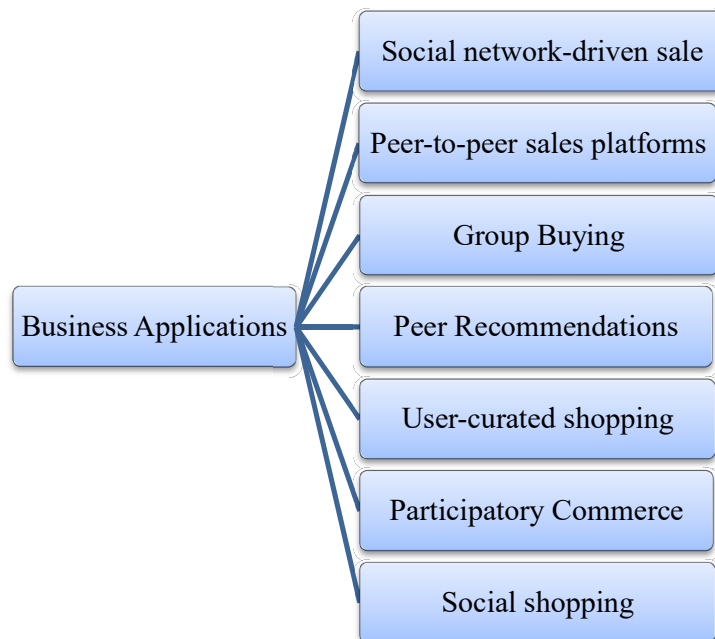 Social network-driven sale
Peer-to-peer sales platforms
Group Buying
Business Applications
Peer Recommendations
User-curated shopping
Participatory Commerce
Social shopping